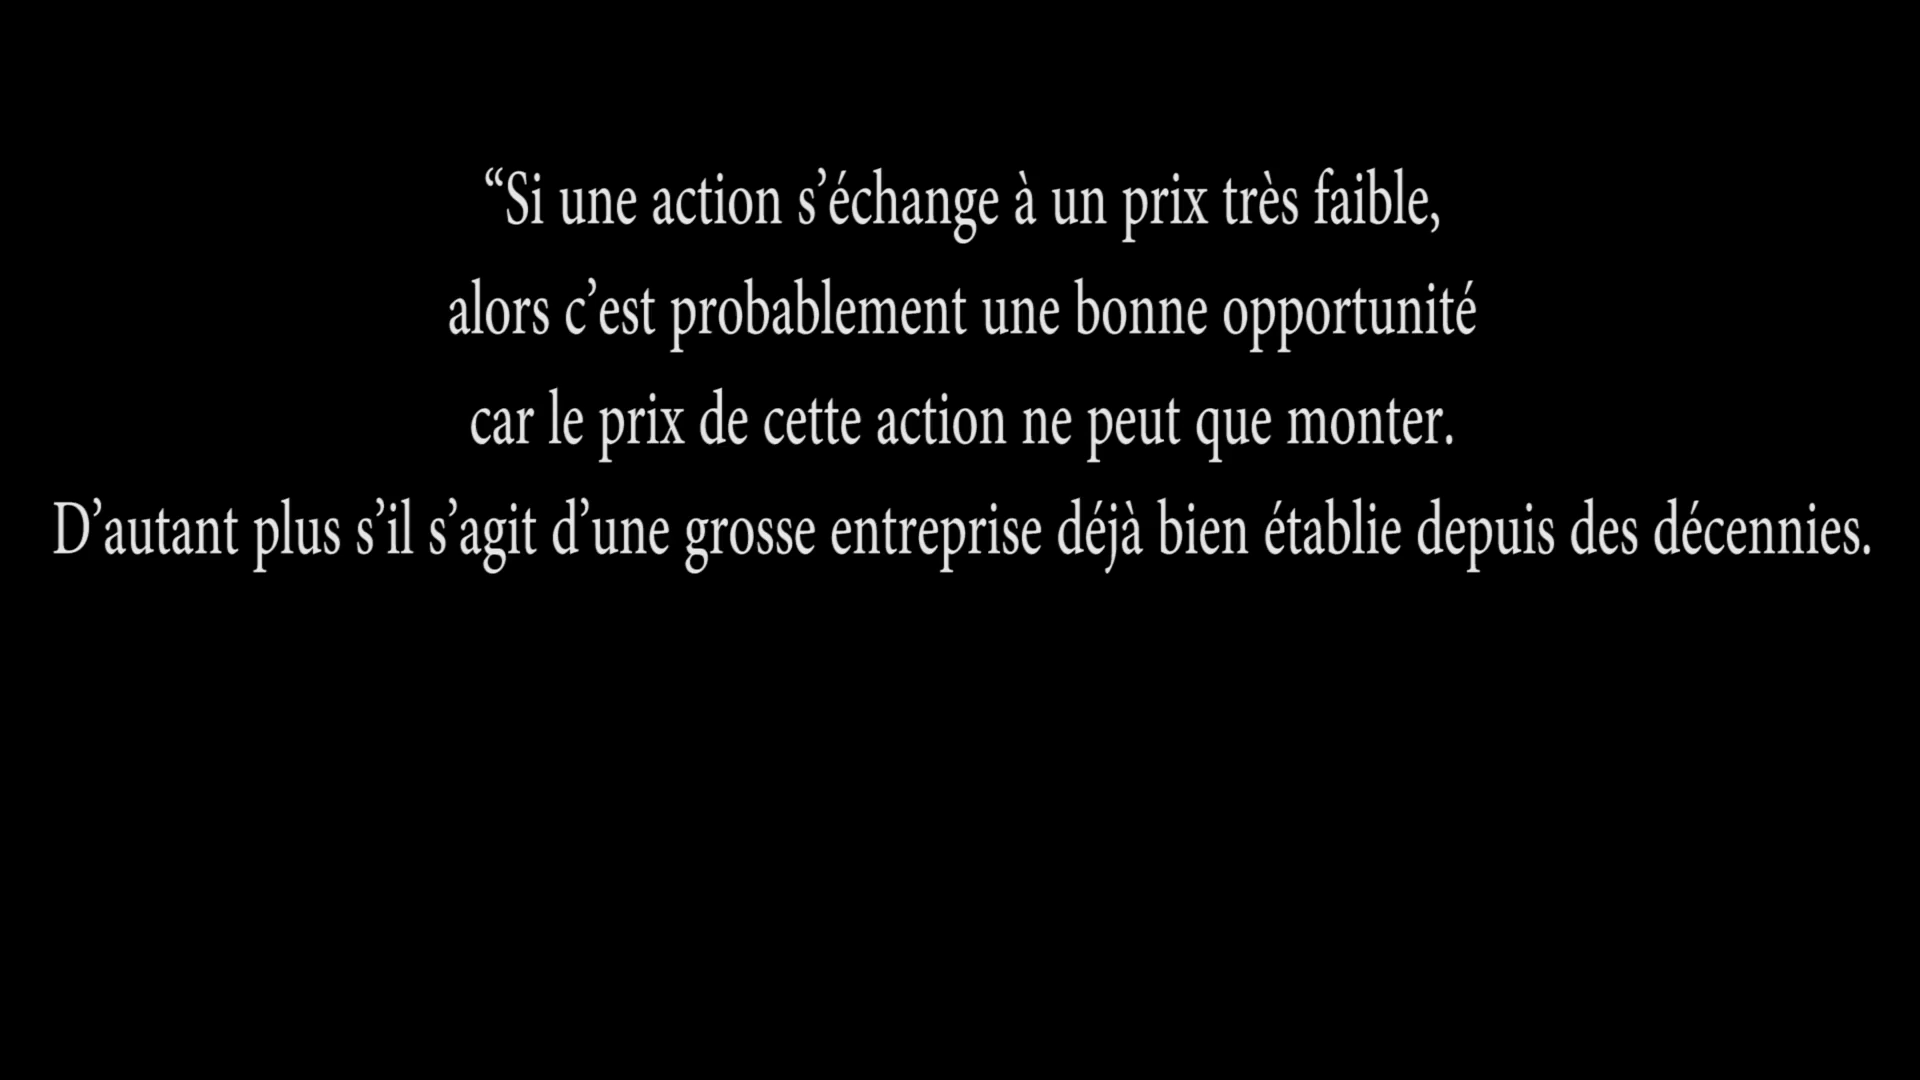 “Si une action s’échange à un prix très faible,
alors c’est probablement une bonne opportunité
car le prix de cette action ne peut que monter.
D’autant plus s’il s’agit d’une grosse entreprise déjà bien établie depuis des décennies.